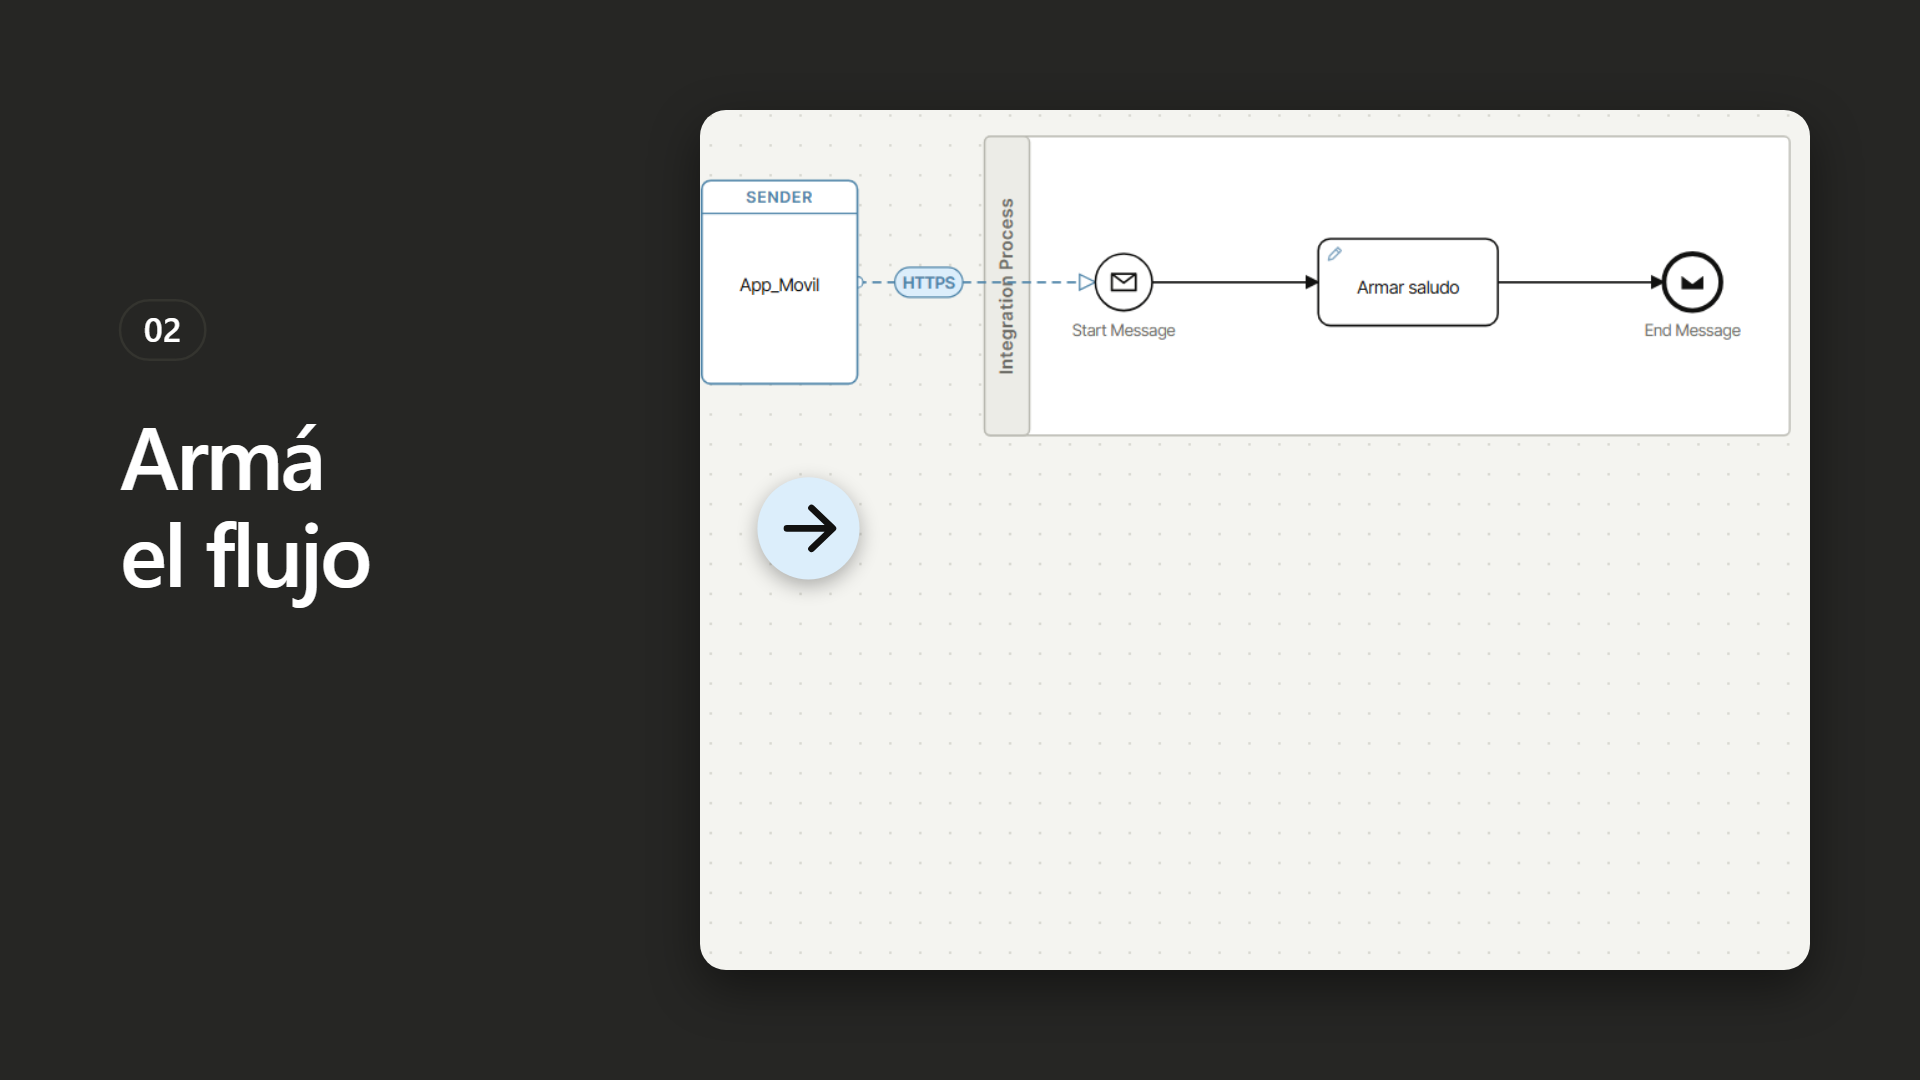 02
Armá
el flujo
SENDER
App_Movil
HTTPS
Integration Process
Start Message
Armar saludo
End Message